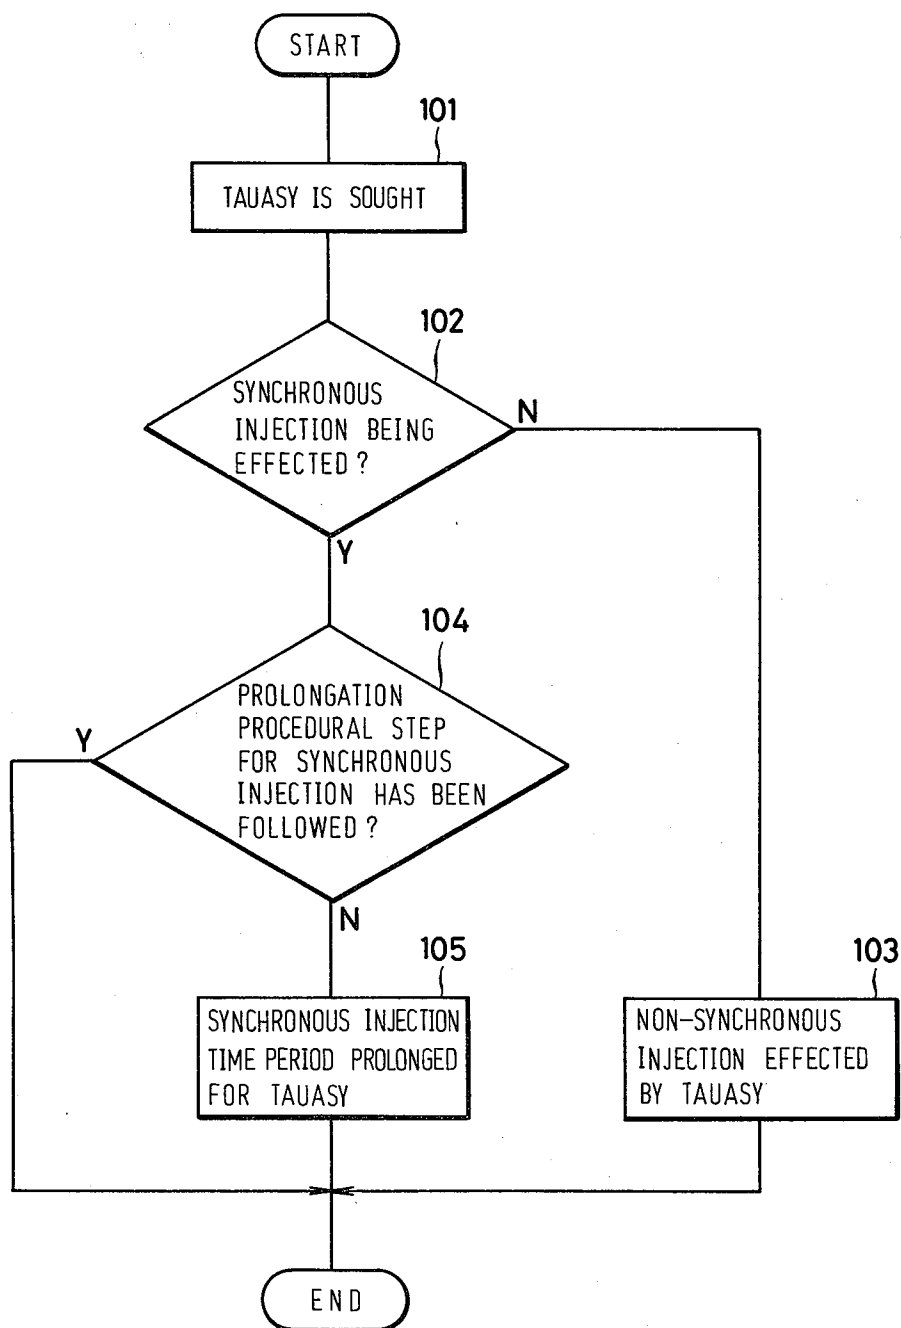 START
101
TAUASY IS SOUGHT
102
SYNCHRONOUS
INJECTION BEING
EFFECTED ?
N
Y
104
PROLONGATION
PROCEDURAL STEP
FOR SYNCHRONOUS
INJECTION HAS BEEN
FOLLOWED ?
Y
N
105
SYNCHRONOUS INJECTION
TIME PERIOD PROLONGED
FOR TAUASY
103
NON-SYNCHRONOUS
INJECTION EFFECTED
BY TAUASY
END